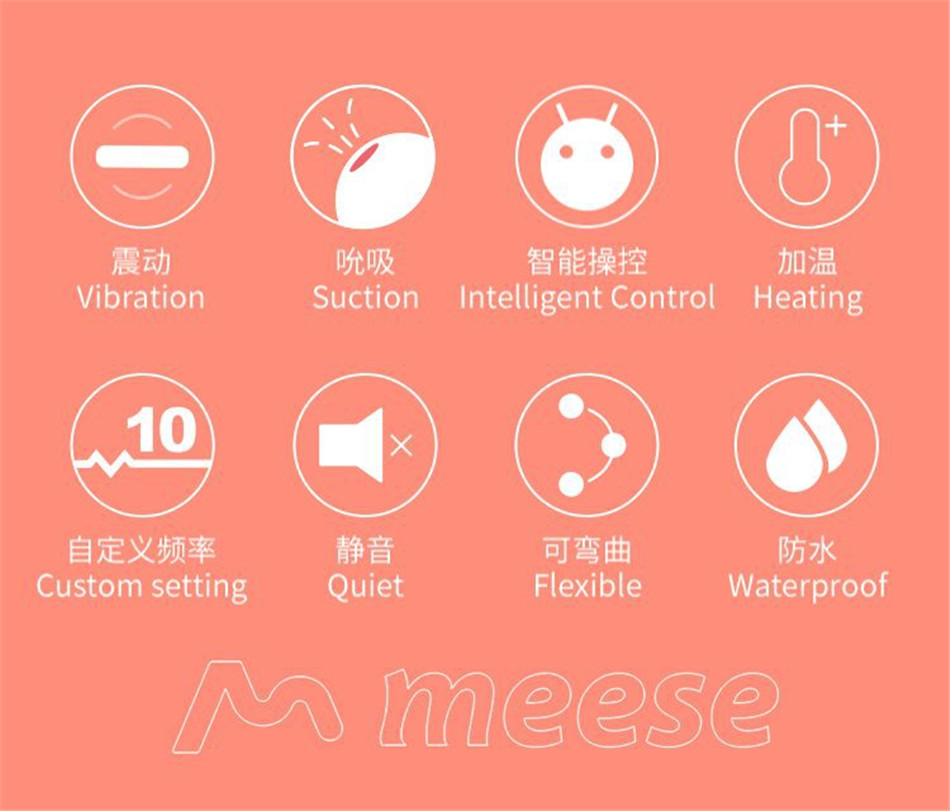 震动
Vibration
吮吸
Suction
智能操控
Intelligent Control
加温
Heating
10
自定义频率
Custom setting
静音
Quiet
可弯曲
Flexible
防水
Waterproof
meese